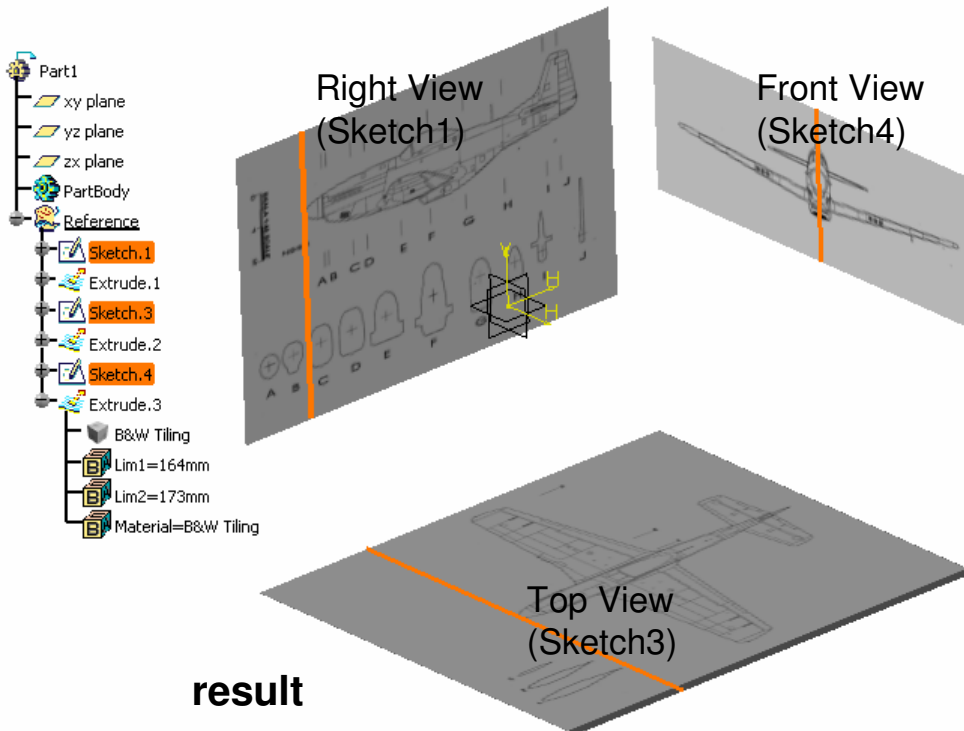 Part1
xy plane
yz plane
zx plane
PartBody
Reference
Sketch.1
Extrude.1
Sketch.3
Extrude.2
Sketch.4
Extrude.3
B&W Tiling
Lim1=164mm
Lim2=173mm
Material=B&W Tiling
Right View
(Sketch1)
Front View
(Sketch4)
A B C D E F G H I J
A B C D E F G J
V
H
H
Top View
(Sketch3)
result